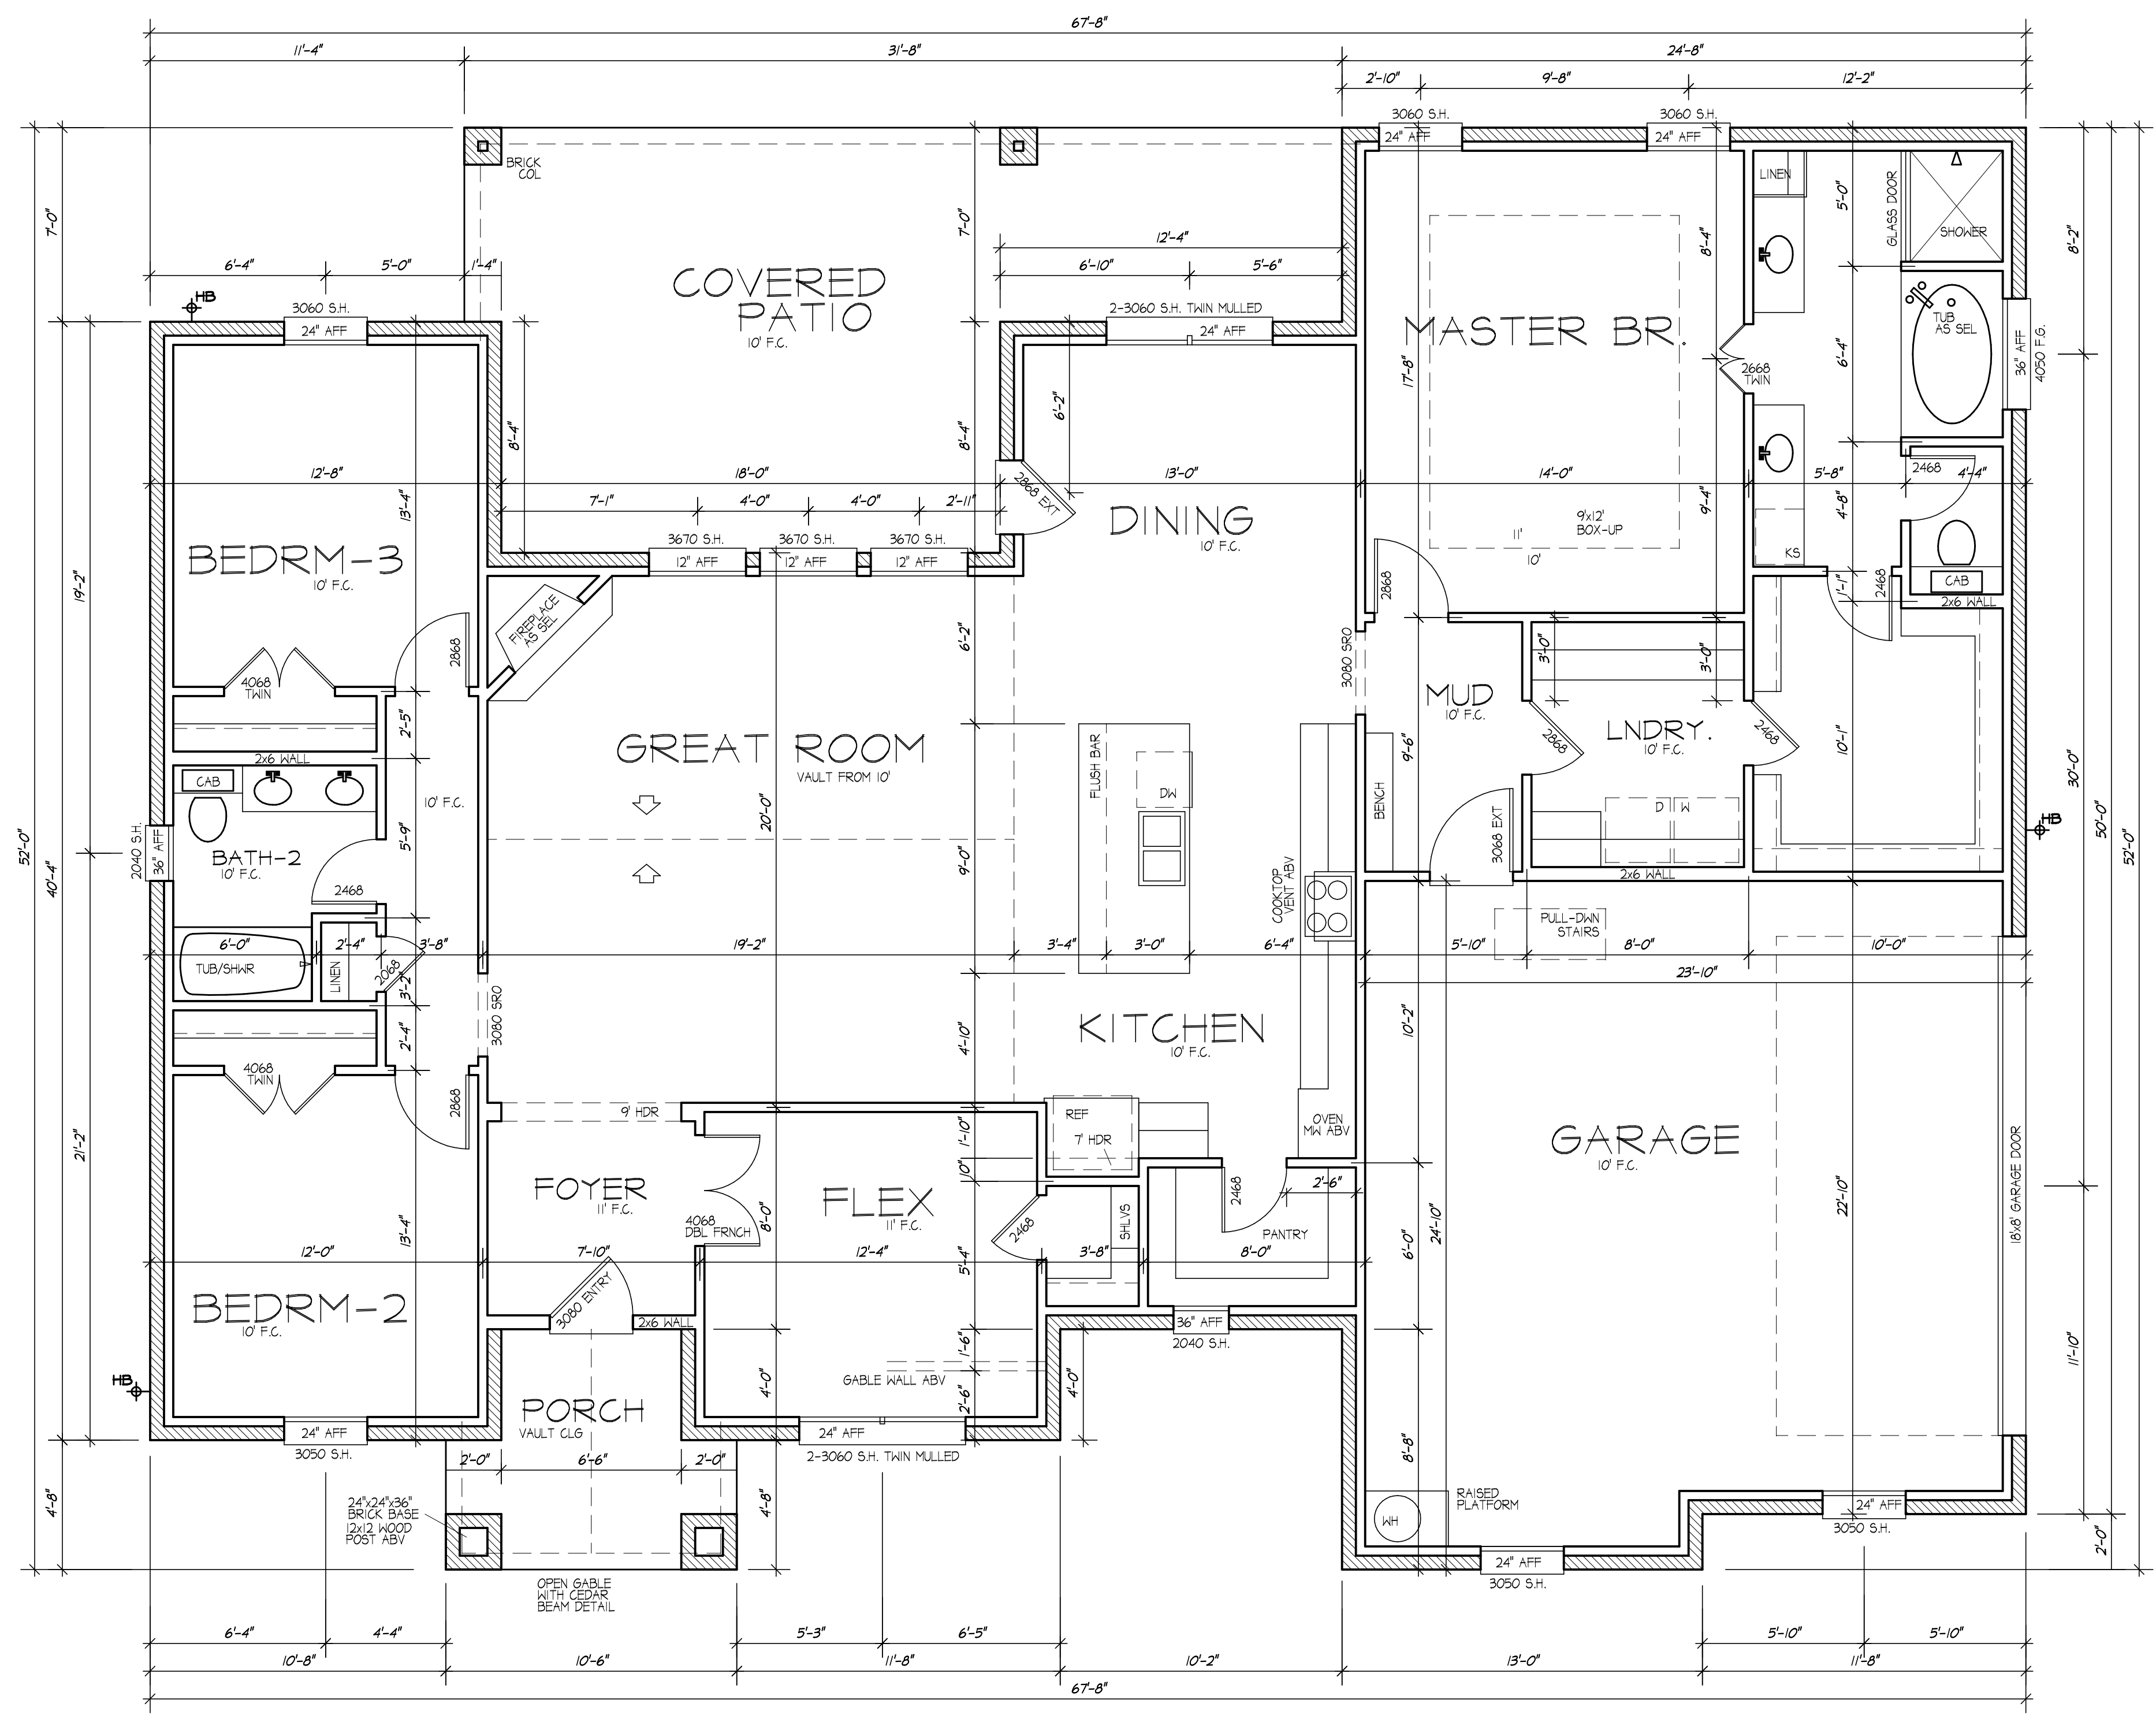 67'-8"
11'-4"
31'-8"
24'-8"
2'-10"
9'-8"
12'-2"
3060 S.H.
24" AFF
3060 S.H.
24" AFF
BRICK
COL
LINEN
GLASS DOOR
SHOWER
5'-0"
8'-4"
7'-0"
7'-0"
8'-2"
12'-4"
6'-4"
5'-0"
1'-4"
6'-10"
5'-6"
HB
3060 S.H.
24" AFF
COVERED
PATIO
10' F.C.
2-3060 S.H. TWIN MULLED
24" AFF
MASTER BR.
17'-8"
2668
TWIN
6'-4"
TUB
AS SEL
36" AFF
4050 F.G.
8'-4"
8'-4"
6'-2"
12'-8"
18'-0"
13'-0"
14'-0"
5'-8"
4'-4"
2468
13'-4"
7'-1"
4'-0"
4'-0"
2'-11"
2868 EXT
9'-4"
4'-8"
DINING
10' F.C.
9'x12'
BOX-UP
11'
10'
KS
3670 S.H.
3670 S.H.
3670 S.H.
12" AFF
12" AFF
12" AFF
BEDRM-3
10' F.C.
19'-2"
FIREPLACE
AS SEL
2868
2468
1'-1"
CAB
2x6 WALL
2868
6'-2"
3080 SRO
3'-0"
3'-0"
4068
TWIN
2'-5"
MUD
10' F.C.
LNDRY.
10' F.C.
2868
2468
10'-1"
9'-6"
GREAT ROOM
VAULT FROM 10'
FLUSH BAR
DW
BENCH
2x6 WALL
CAB
10' F.C.
D
W
30'-0"
50'-0"
52'-0"
HB
52'-0"
40'-4"
2040 S.H.
36" AFF
BATH-2
10' F.C.
5'-9"
20'-0"
9'-0"
3068 EXT
2468
COOKTOP
VENT ABV
2x6 WALL
PULL-DWN
STAIRS
6'-0"
2'-4"
3'-8"
19'-2"
3'-4"
3'-0"
6'-4"
5'-10"
8'-0"
10'-0"
23'-10"
TUB/SHWR
LINEN
2068
3'-2"
3080 SRO
2'-4"
4'-10"
KITCHEN
10' F.C.
10'-2"
4068
TWIN
2868
9' HDR
REF
7' HDR
OVEN
MW ABV
GARAGE
10' F.C.
18'x8' GARAGE DOOR
21'-2"
1'-10"
10"
FOYER
11' F.C.
FLEX
11' F.C.
4068
DBL FRNCH
8'-0"
2468
SHLVS
2468
2'-6"
PANTRY
22'-10"
24'-10"
6'-0"
13'-4"
12'-0"
7'-10"
12'-4"
5'-4"
3'-8"
8'-0"
3080 ENTRY
BEDRM-2
10' F.C.
2x6 WALL
36" AFF
2040 S.H.
1'-6"
11'-10"
HB
GABLE WALL ABV
4'-0"
2'-6"
4'-0"
PORCH
VAULT CLG
24" AFF
3050 S.H.
24" AFF
2-3060 S.H. TWIN MULLED
8'-8"
2'-0"
6'-6"
2'-0"
4'-8"
4'-8"
24"x24"x36"
BRICK BASE
12x12 WOOD
POST ABV
RAISED
PLATFORM
WH
24" AFF
3050 S.H.
2'-0"
24" AFF
3050 S.H.
OPEN GABLE
WITH CEDAR
BEAM DETAIL
6'-4"
4'-4"
5'-3"
6'-5"
5'-10"
5'-10"
10'-8"
10'-6"
11'-8"
10'-2"
13'-0"
11'-8"
67'-8"